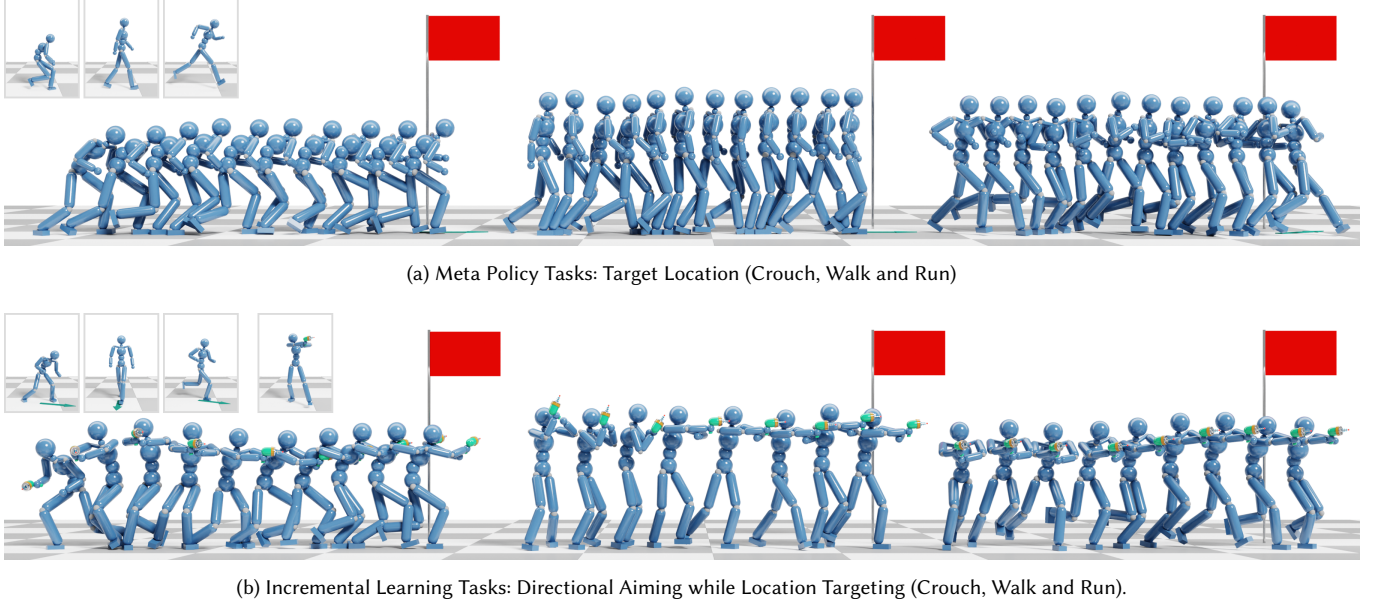 (a) Meta Policy Tasks: Target Location (Crouch, Walk and Run)
(b) Incremental Learning Tasks: Directional Aiming while Location Targeting (Crouch, Walk and Run).